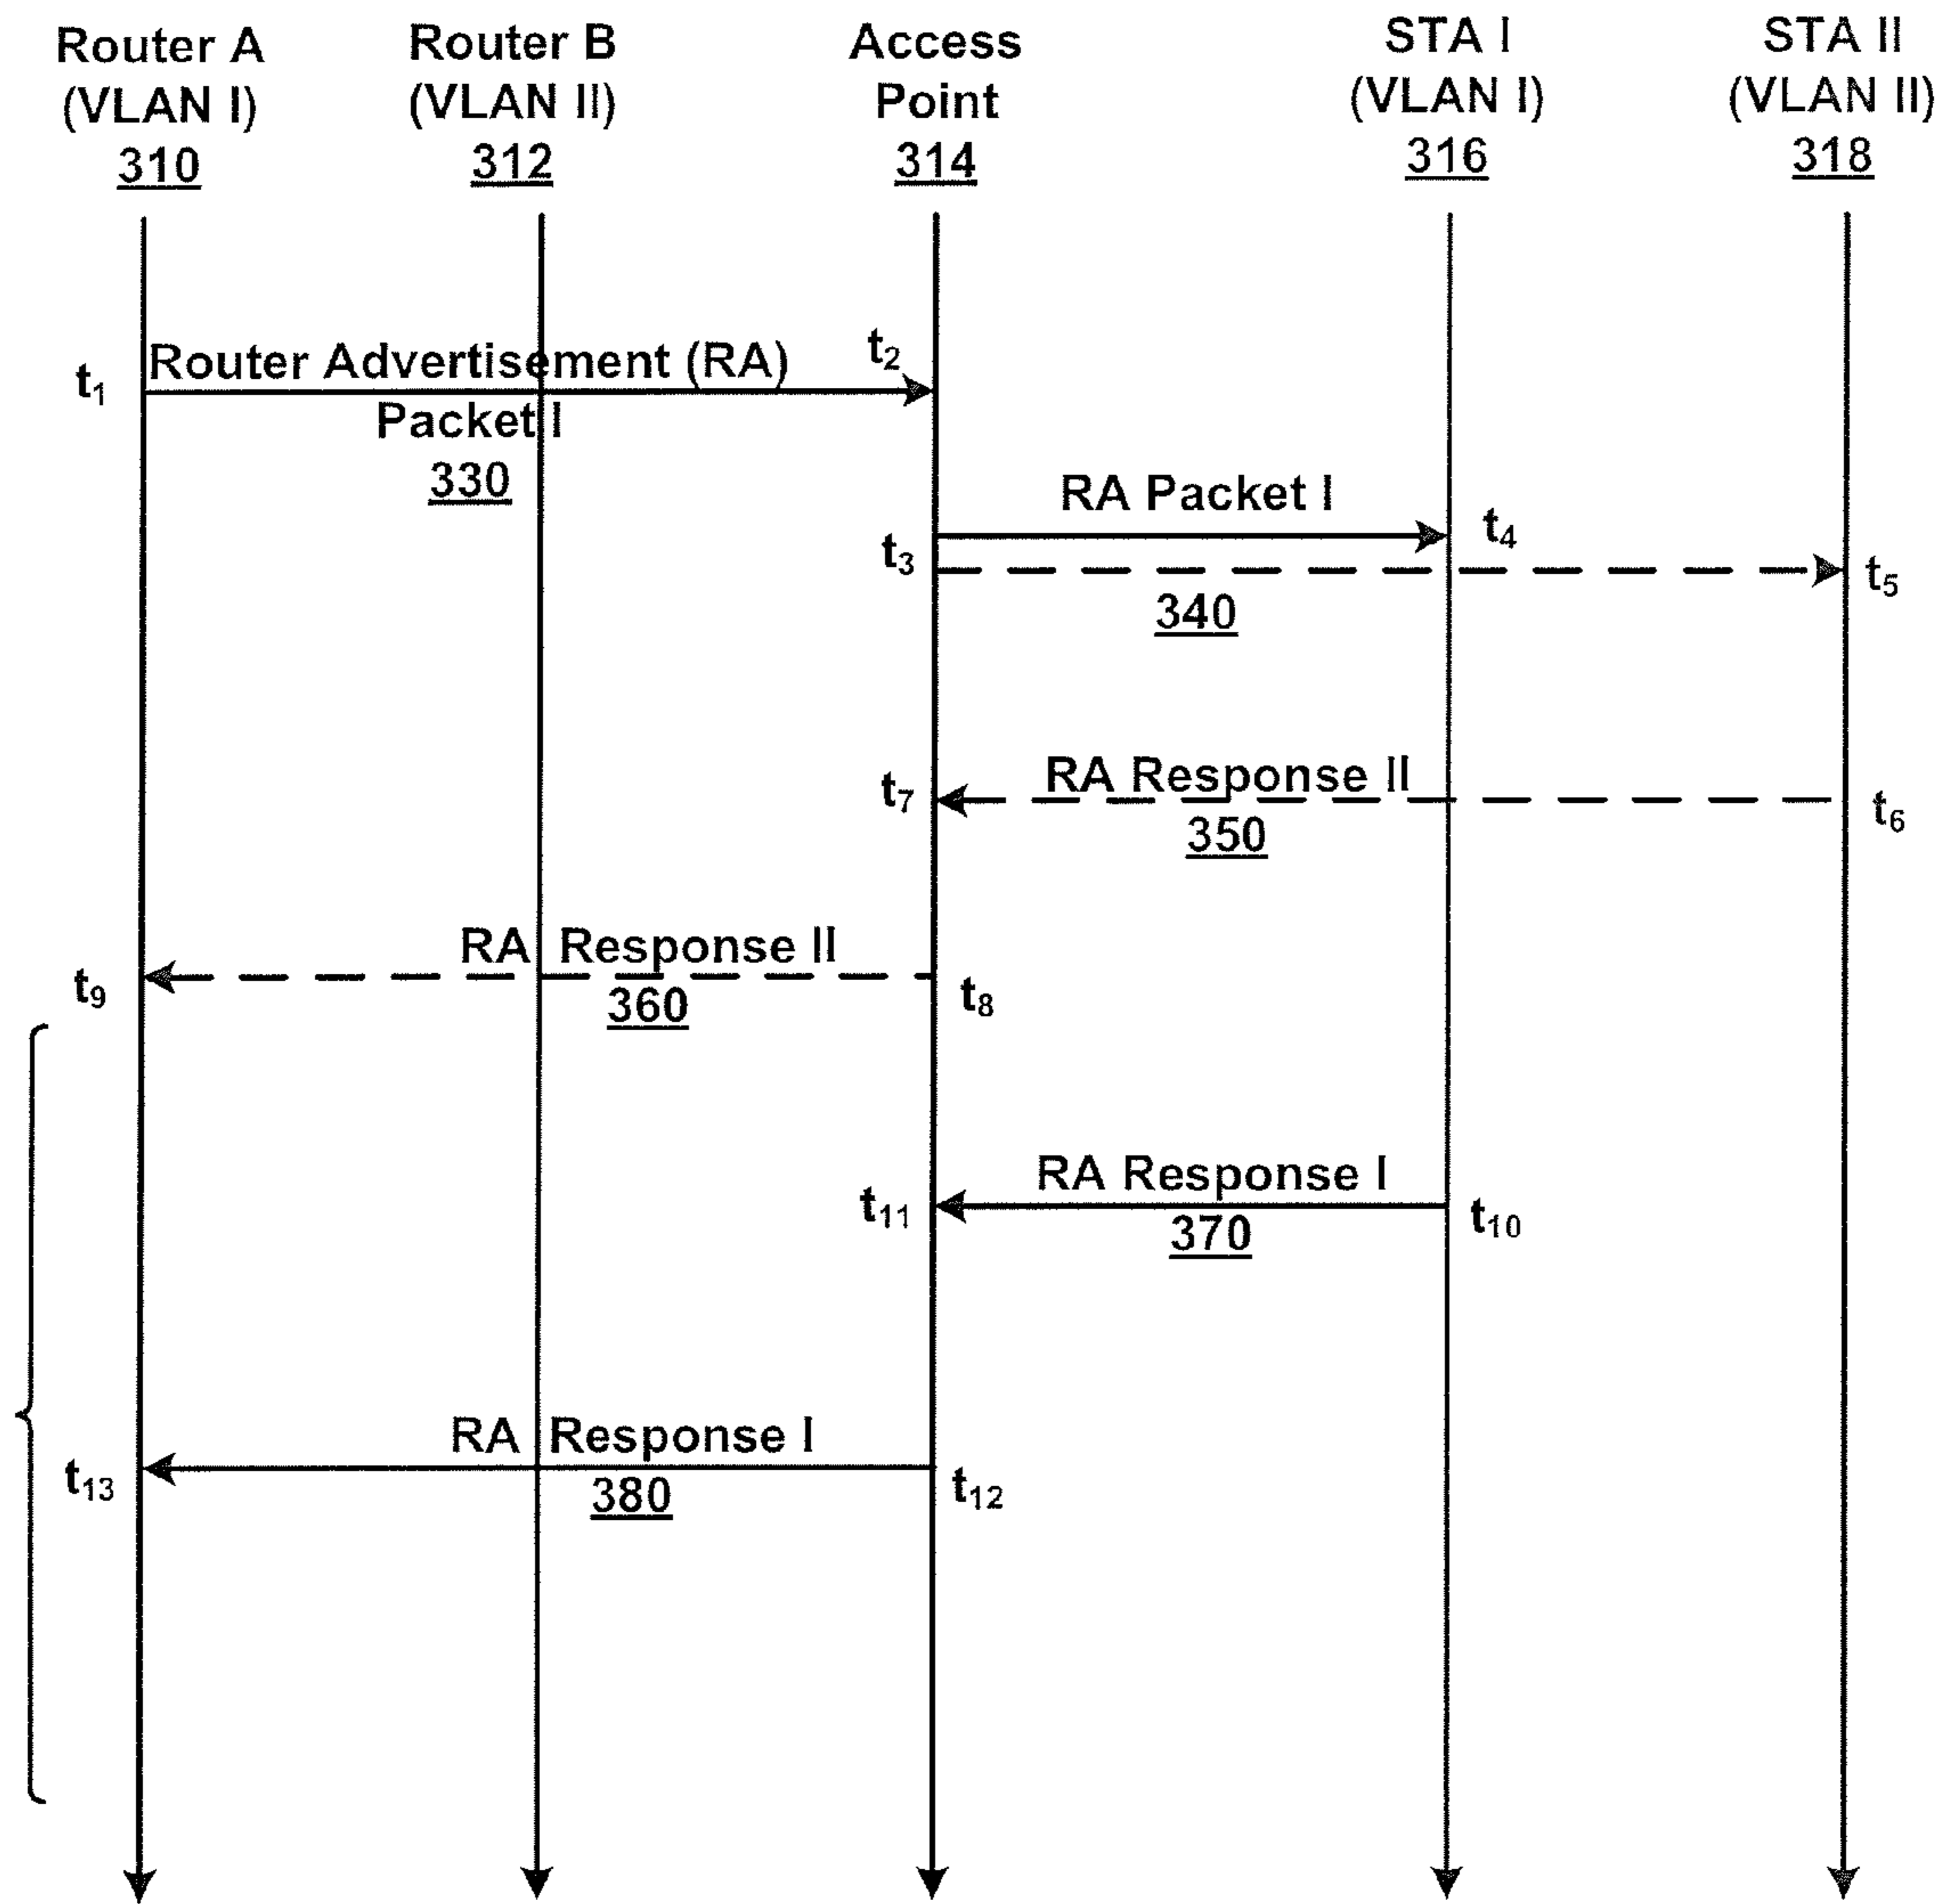 Router A
(VLAN I)
310
Router B
(VLAN II)
312
Access
Point
314
STA I
(VLAN I)
316
STA II
(VLAN II)
318
t1
Router Advertisement (RA)
Packet I
330
t2
RA Packet I
t3
t4
340
t5
RA Response II
t7
350
t6
RA Response II
t9
360
t8
RA Response I
t11
370
t10
RA Response I
t13
380
t12